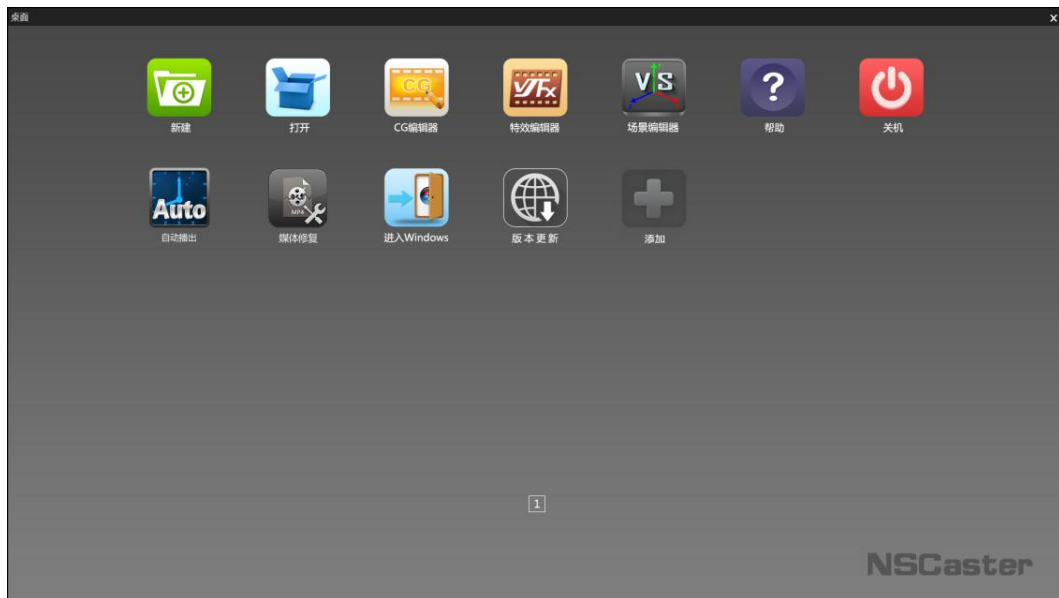 桌面
X
新建
打开
CG
CG编辑器
VTFx
特效编辑器
VS
场景编辑器
?
帮助
关机
Auto
自动播出
MP4
媒体修复
进入Windows
版本更新
添加
1
NSCaster